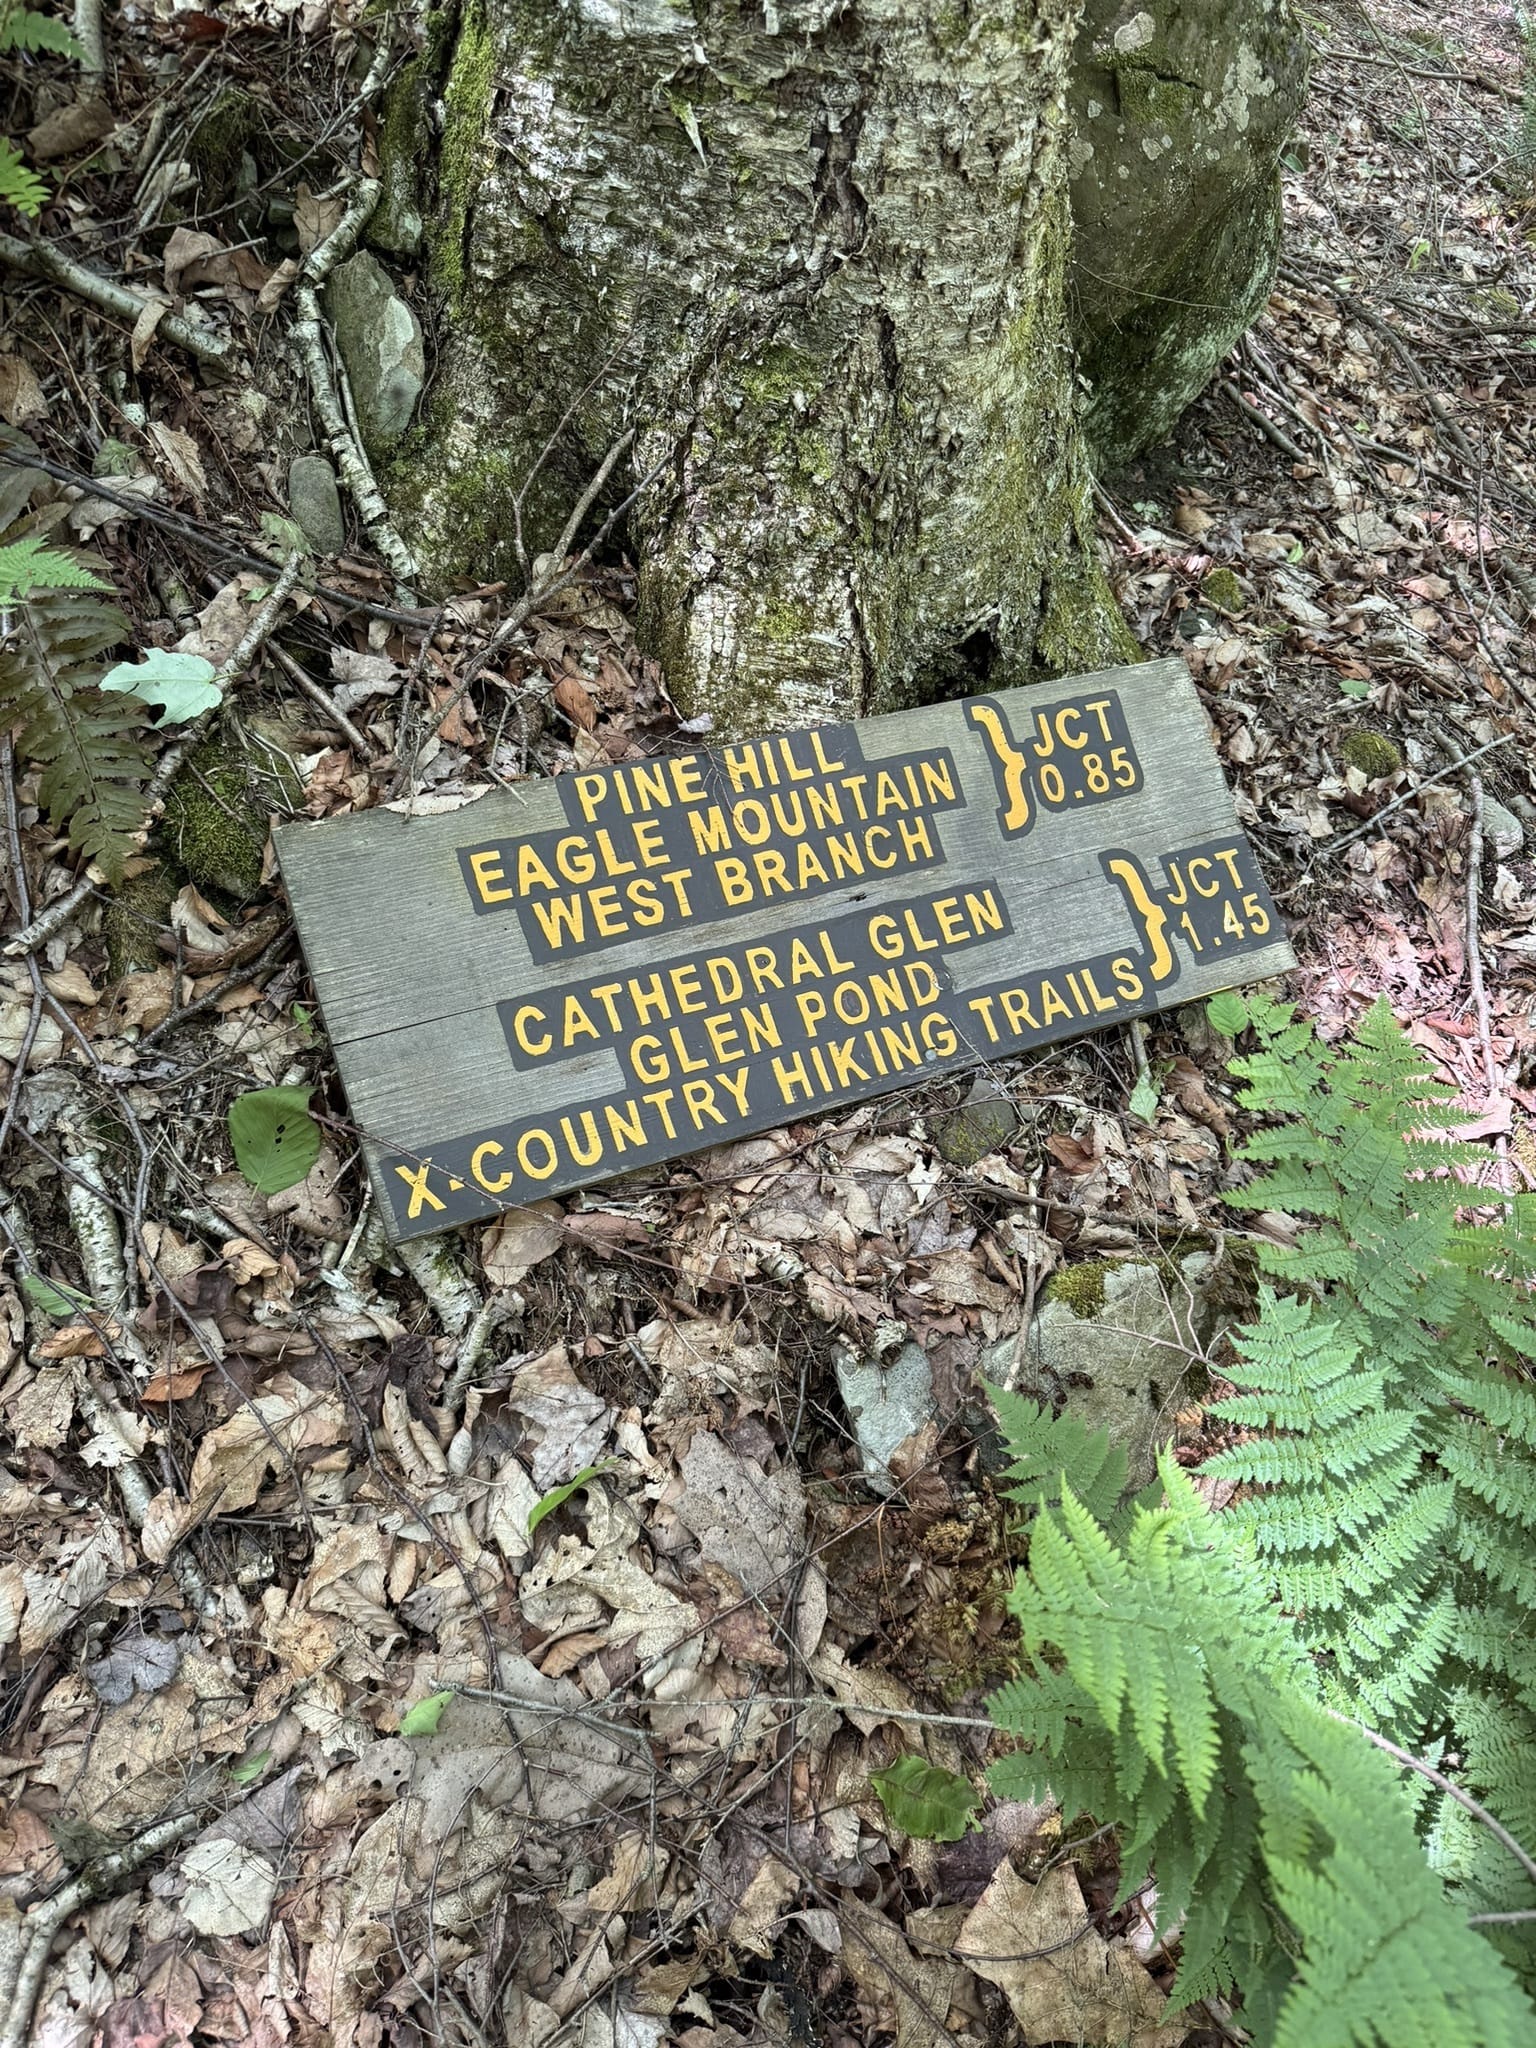 PINE HILL
EAGLE MOUNTAIN
WEST BRANCH
} JCT
0.85
CATHEDRAL GLEN
GLEN POND
X-COUNTRY HIKING TRAILS
} JCT
1.45